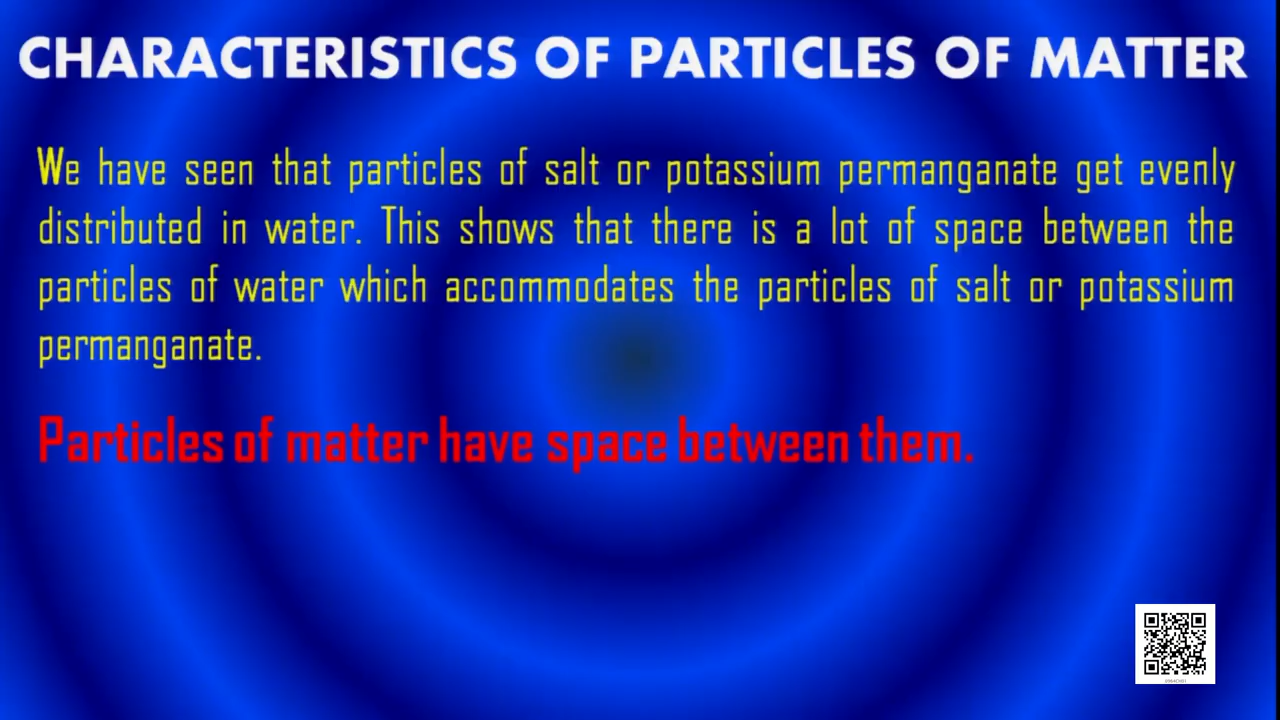 CHARACTERISTICS OF PARTICLES OF MATTER
We have seen that particles of salt or potassium permanganate get evenly
distributed in water. This shows that there is a lot of space between the
particles of water which accommodates the particles of salt or potassium
permanganate.
Particles of matter have space between them.